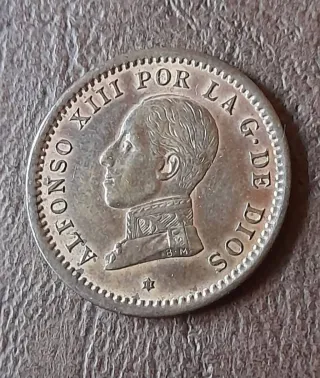 ALFONSO XIII POR LA G. DE DIOS
B·M